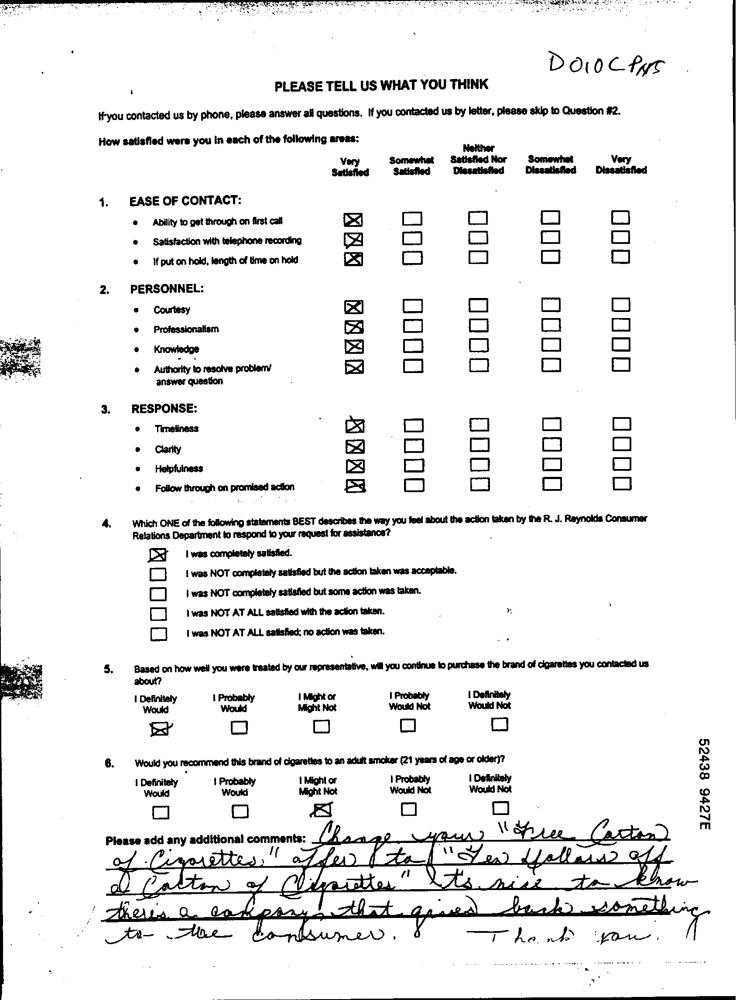 DO10C PNS
PLEASE TELL US WHAT YOU THINK
If you contacted us by phone, please answer all questions. If you contacted us by letter, please skip to Question #2.
How satisfied were you in each of the following areas:
Very Satisfied
Somewhat Satisfied
Neither Satisfied Nor Dissatisfied
Somewhat Dissatisfied
Very Dissatisfied
1. EASE OF CONTACT:
• Ability to get through on first call
• Satisfaction with telephone recording
• If put on hold, length of time on hold
2. PERSONNEL:
• Courtesy
• Professionalism
• Knowledge
• Authority to resolve problem/
answer question
3. RESPONSE:
• Timeliness
• Clarity
• Helpfulness
• Follow through on promised action
4. Which ONE of the following statements BEST describes the way you feel about the action taken by the R. J. Reynolds Consumer
Relations Department to respond to your request for assistance?
I was completely satisfied.
I was NOT completely satisfied but the action taken was acceptable.
I was NOT completely satisfied but some action was taken.
I was NOT AT ALL satisfied with the action taken.
I was NOT AT ALL satisfied; no action was taken.
5. Based on how well you were treated by our representative, will you continue to purchase the brand of cigarettes you contacted us
about?
I Definitely Would
I Probably Would
I Might or Might Not
I Probably Would Not
I Definitely Would Not
6. Would you recommend this brand of cigarettes to an adult smoker (21 years of age or older)?
I Definitely Would
I Probably Would
I Might or Might Not
I Probably Would Not
I Definitely Would Not
Please add any additional comments: Change your "Free Carton
of Cigarettes," offer to "Ten Dollars off
a Carton of Cigarettes" It's nice to know
there's a company that gives back something
to the consumer. Thank you.
52438 9427E